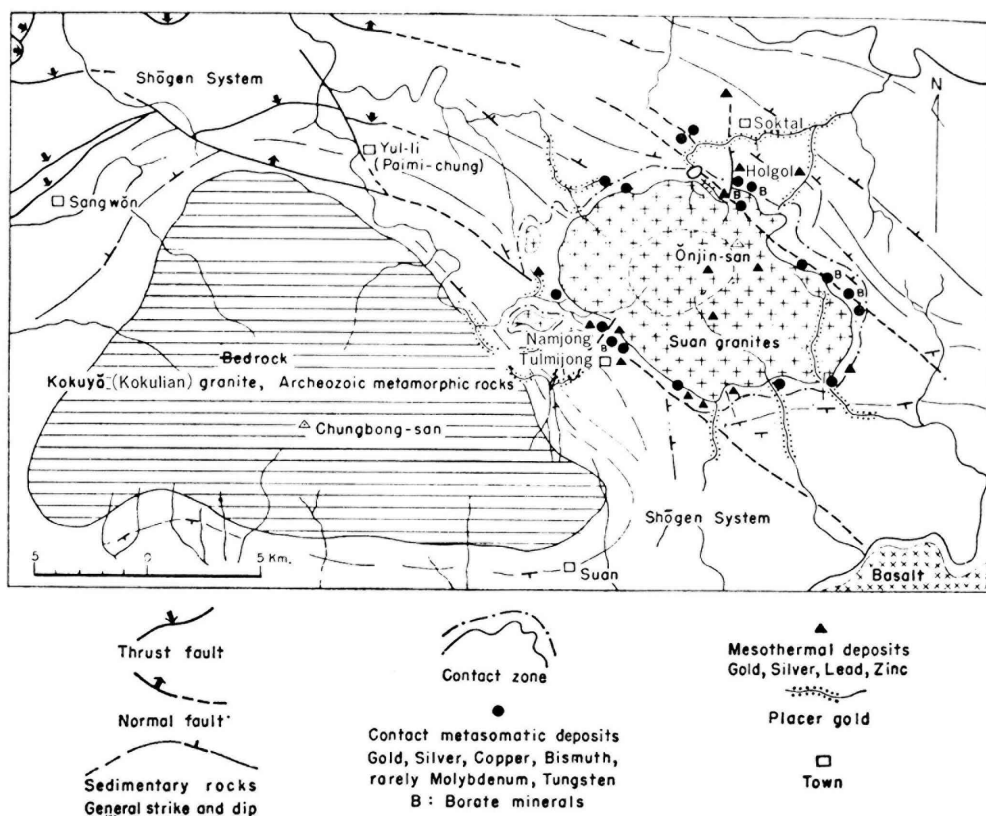 Shōgen System
N
Soktal
Yul-li
(Paimi-chung)
Holgol
Sangwŏn
B
Ŏnjin-san
B
B
Namjong
Suan granites
Bedrock
B
Tulmijong
Kokuyŏ (Kokulian) granite, Archeozoic metamorphic rocks
Chungbong-san
Shōgen System
5 0 5 Km.
Suan
Basalt
Thrust fault
Normal fault
Sedimentary rocks
General strike and dip
Contact zone
Contact metasomatic deposits
Gold, Silver, Copper, Bismuth,
rarely Molybdenum, Tungsten
B : Borate minerals
Mesothermal deposits
Gold, Silver, Lead, Zinc
Placer gold
Town